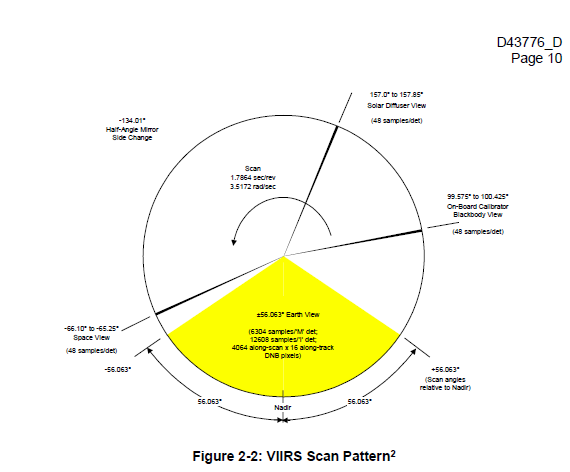 D43776_D
Page 10
157.0° to 157.85°
Solar Diffuser View
(48 samples/det)
-134.01°
Half-Angle Mirror
Side Change
Scan
1.7864 sec/rev
3.5172 rad/sec
99.575° to 100.425°
On-Board Calibrator
Blackbody View
(48 samples/det)
±56.063° Earth View
(6304 samples/'M' det;
12608 samples/'I' det;
4064 along-scan x 16 along-track
DNB pixels)
-66.10° to -65.25°
Space View
(48 samples/det)
-56.063°
+56.063°
(Scan angles
relative to Nadir)
56.063°
Nadir
56.063°
Figure 2-2: VIIRS Scan Pattern2